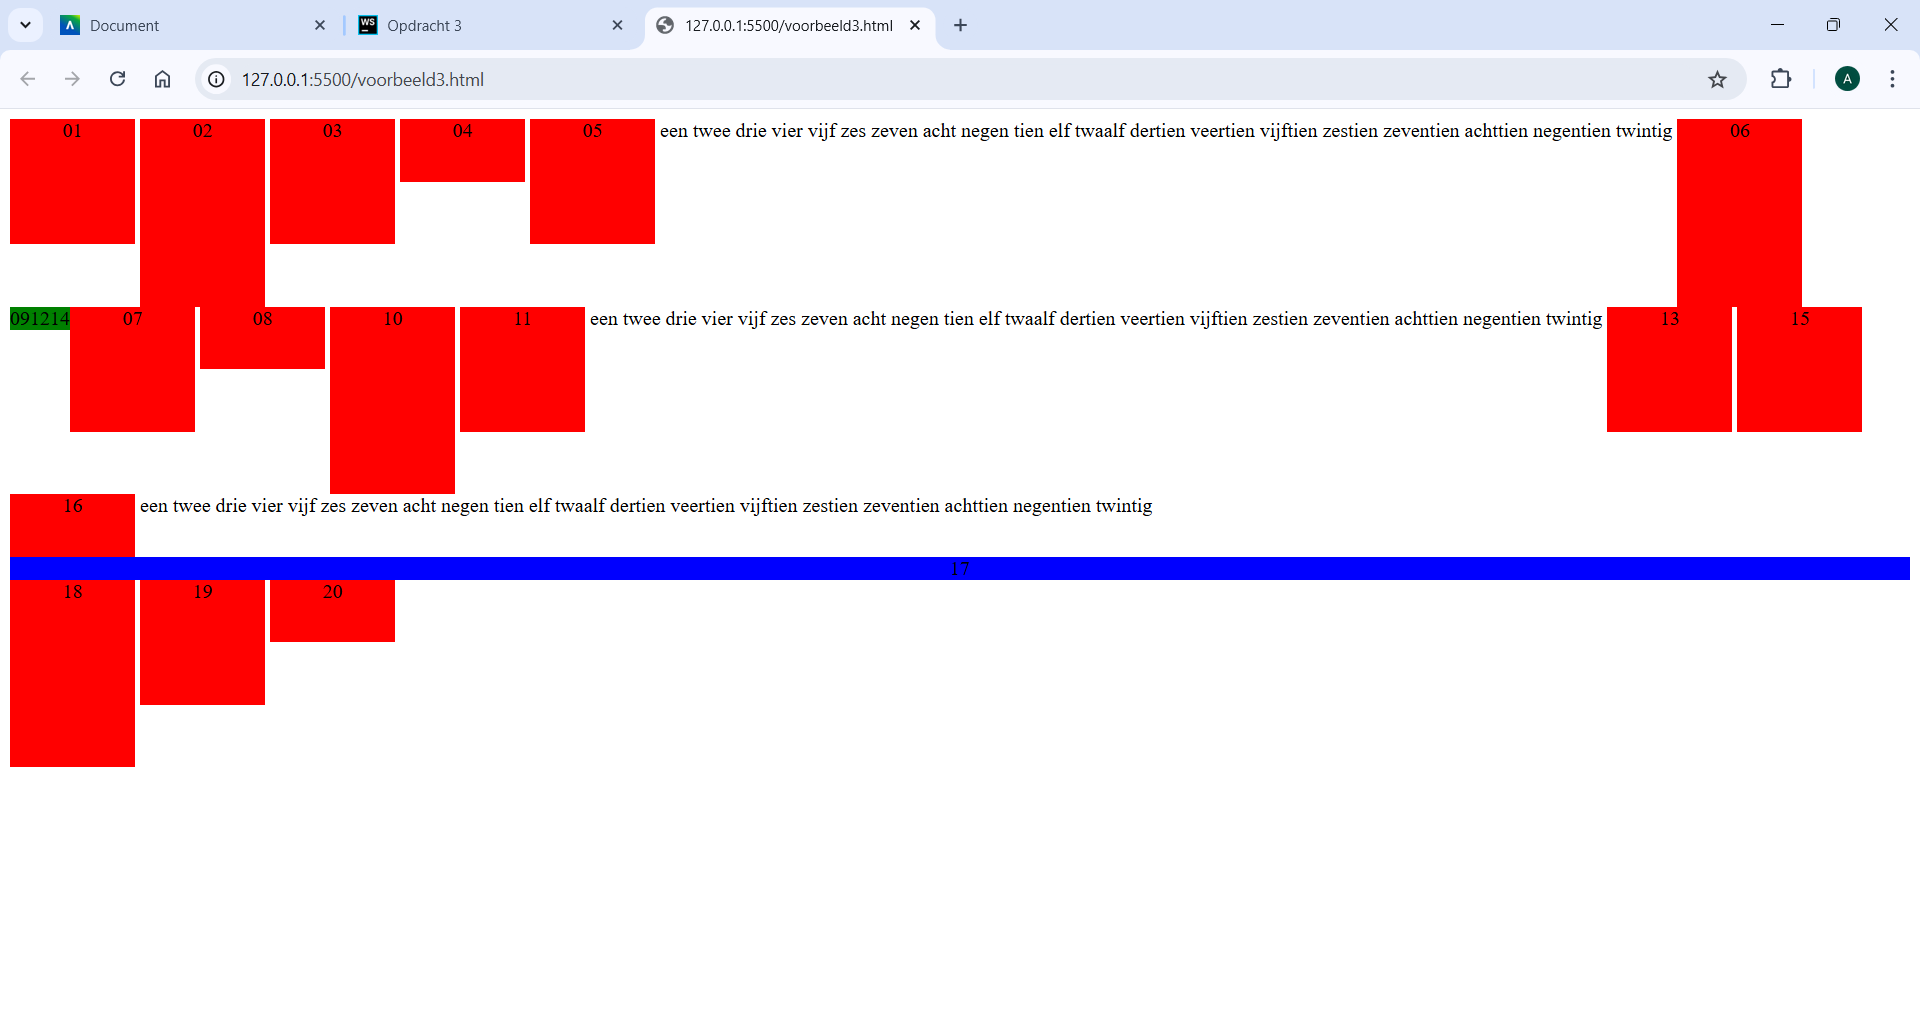 Document
Opdracht 3
127.0.0.1:5500/voorbeeld3.html
127.0.0.1:5500/voorbeeld3.html
A
01 02 03 04 05 een twee drie vier vijf zes zeven acht negen tien elf twaalf dertien veertien vijftien zestien zeventien achttien negentien twintig 06
091214 07 08 10 11 een twee drie vier vijf zes zeven acht negen tien elf twaalf dertien veertien vijftien zestien zeventien achttien negentien twintig 13 15
16 een twee drie vier vijf zes zeven acht negen tien elf twaalf dertien veertien vijftien zestien zeventien achttien negentien twintig
17
18 19 20